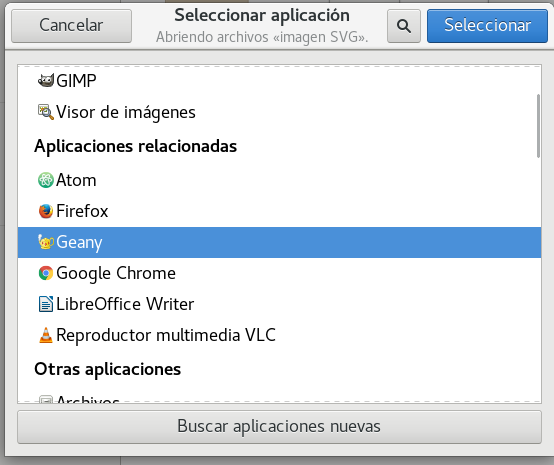 Cancelar
Seleccionar aplicación
Abriendo archivos «imagen SVG».
Seleccionar
GIMP
Visor de imágenes
Aplicaciones relacionadas
Atom
Firefox
Geany
Google Chrome
LibreOffice Writer
Reproductor multimedia VLC
Otras aplicaciones
Archivos
Buscar aplicaciones nuevas